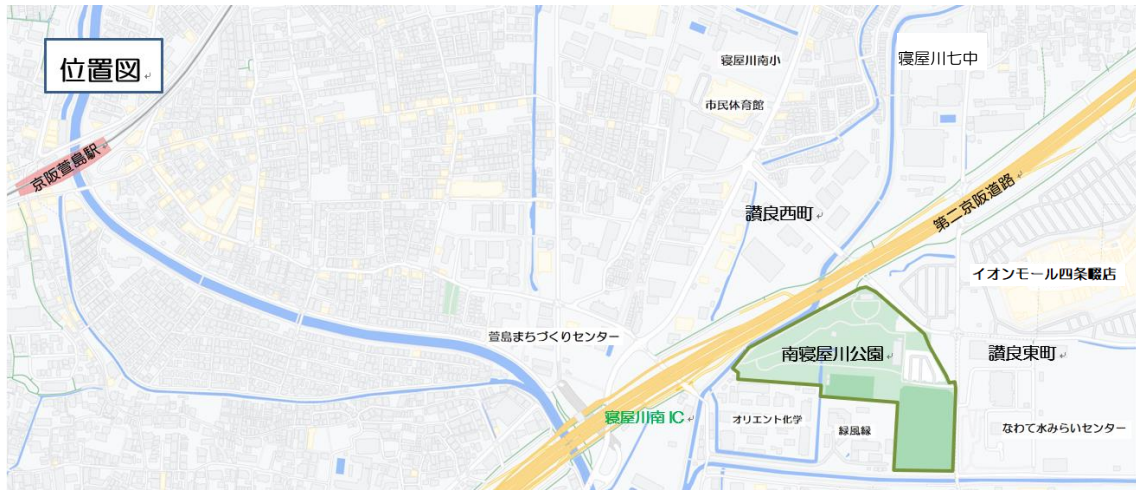 位置図
寝屋川南小
寝屋川七中
市民体育館
京阪萱島駅
第二京阪道路
讃良西町
イオンモール四条畷店
萱島まちづくりセンター
南寝屋川公園
讃良東町
寝屋川南IC
オリエント化学
緑風縁
なわて水みらいセンター